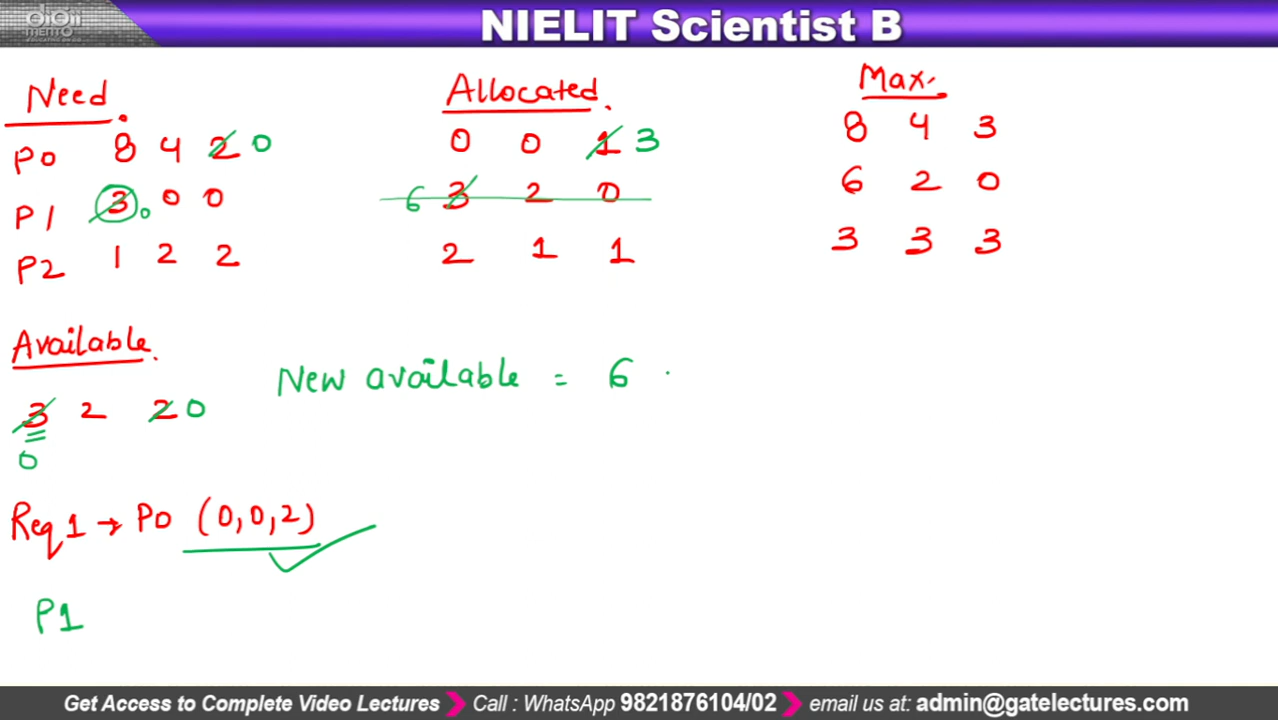 digii
mento
NIELIT Scientist B
Need Allocated Max.
P0 8 4 2 0 0 0 1 3 8 4 3
P1 3 0 0 0 6 3 2 0 6 2 0
P2 1 2 2 2 1 1 3 3 3
Available
3 2 2 0 New available = 6 .
0
Req 1 → P0 (0,0,2)
P1
Get Access to Complete Video Lectures Call : WhatsApp 9821876104/02 email us at: admin@gatelectures.com